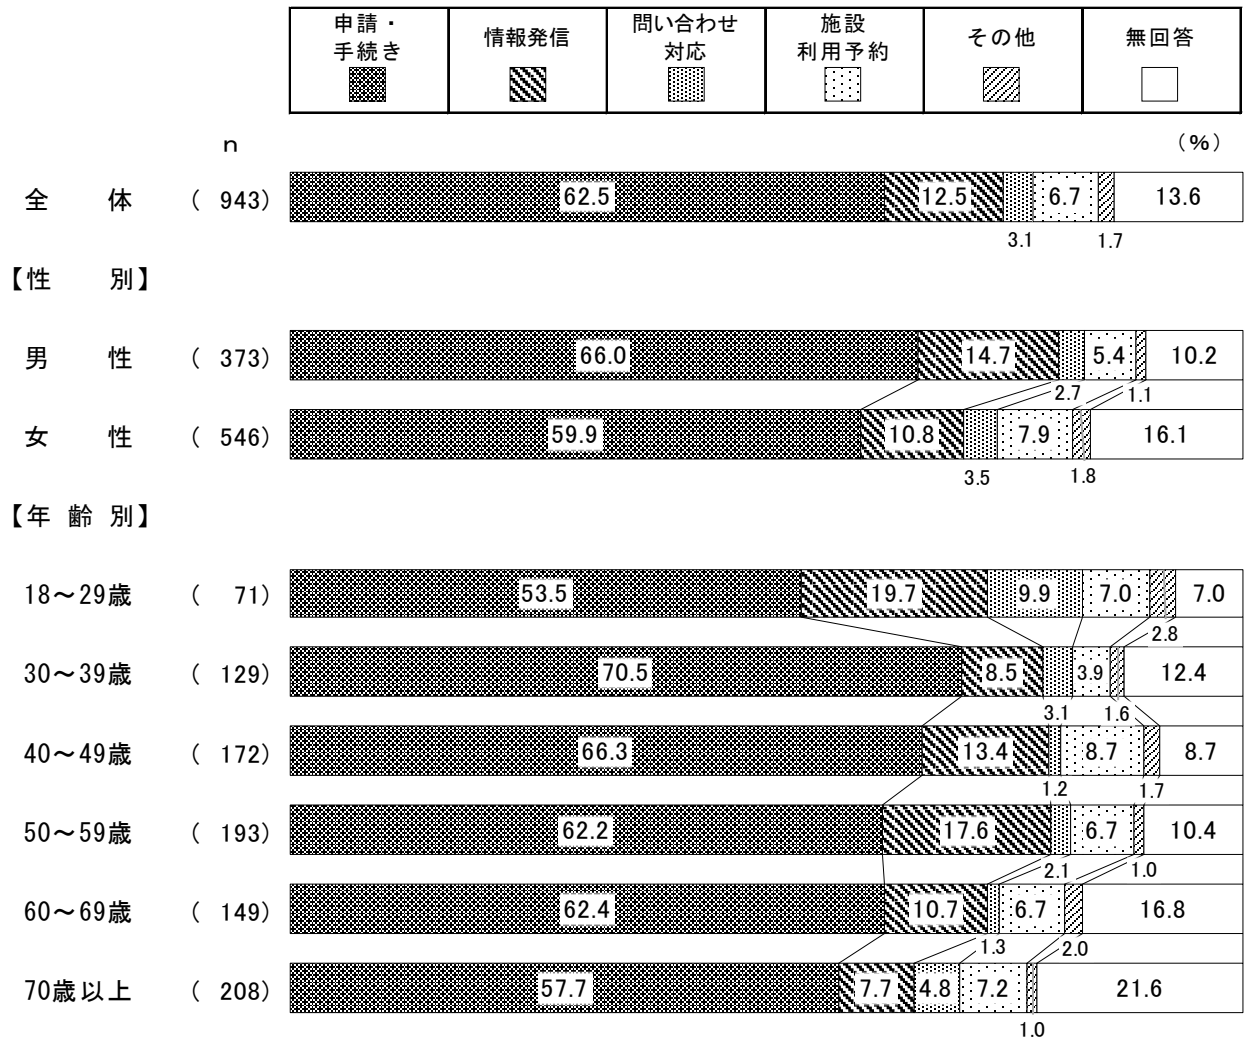 申請・
手続き
情報発信
問い合わせ
対応
施設
利用予約
その他
無回答
n
(%)
全 体 ( 943) 62.5 12.5 6.7 13.6
3.1 1.7
【性 別】
男 性 ( 373) 66.0 14.7 5.4 10.2
2.7 1.1
女 性 ( 546) 59.9 10.8 7.9 16.1
3.5 1.8
【年 齢 別】
18～29歳 ( 71) 53.5 19.7 9.9 7.0 7.0
2.8
30～39歳 ( 129) 70.5 8.5 3.9 12.4
3.1 1.6
40～49歳 ( 172) 66.3 13.4 8.7 8.7
1.2 1.7
50～59歳 ( 193) 62.2 17.6 6.7 10.4
2.1 1.0
60～69歳 ( 149) 62.4 10.7 6.7 16.8
1.3 2.0
70歳以上 ( 208) 57.7 7.7 4.8 7.2 21.6
1.0